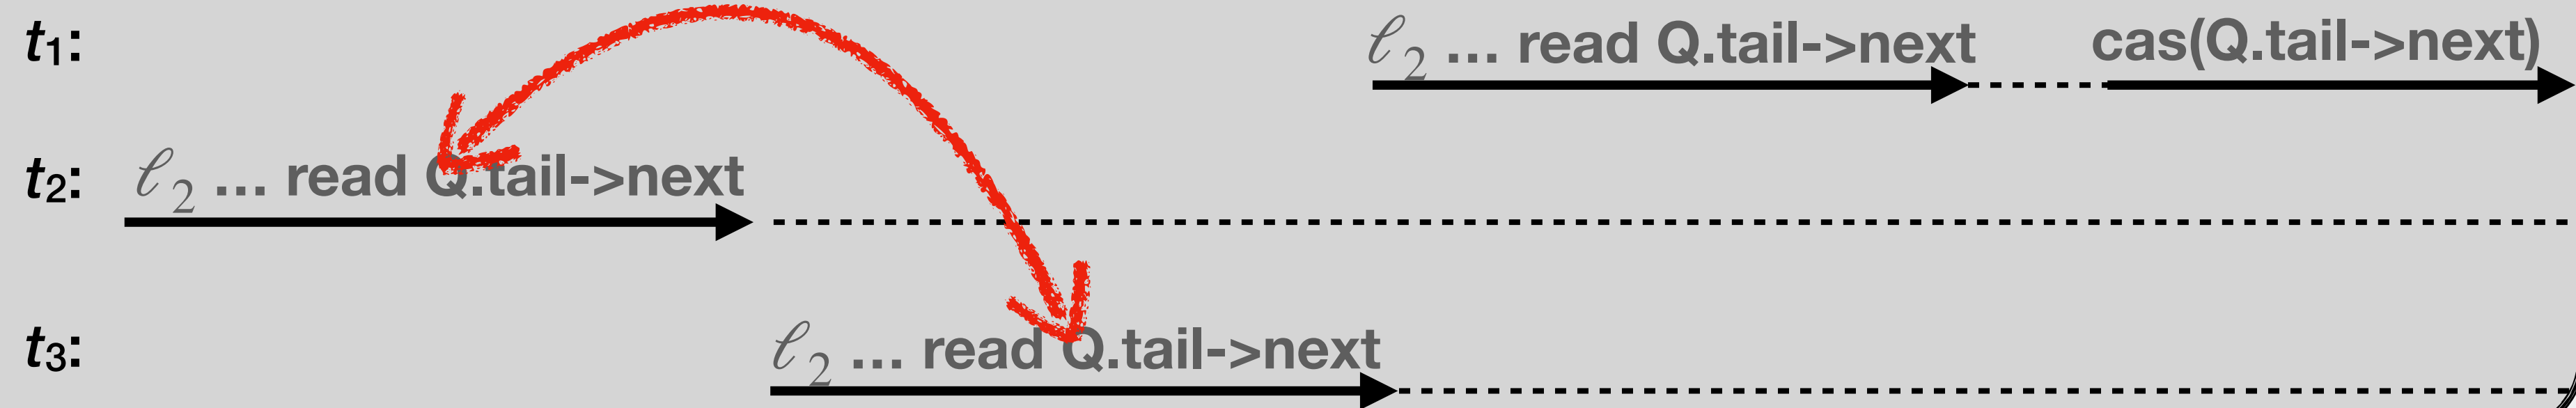 t₁: ℓ₂ ... read Q.tail->next cas(Q.tail->next)
t₂: ℓ₂ ... read Q.tail->next
t₃: ℓ₂ ... read Q.tail->next